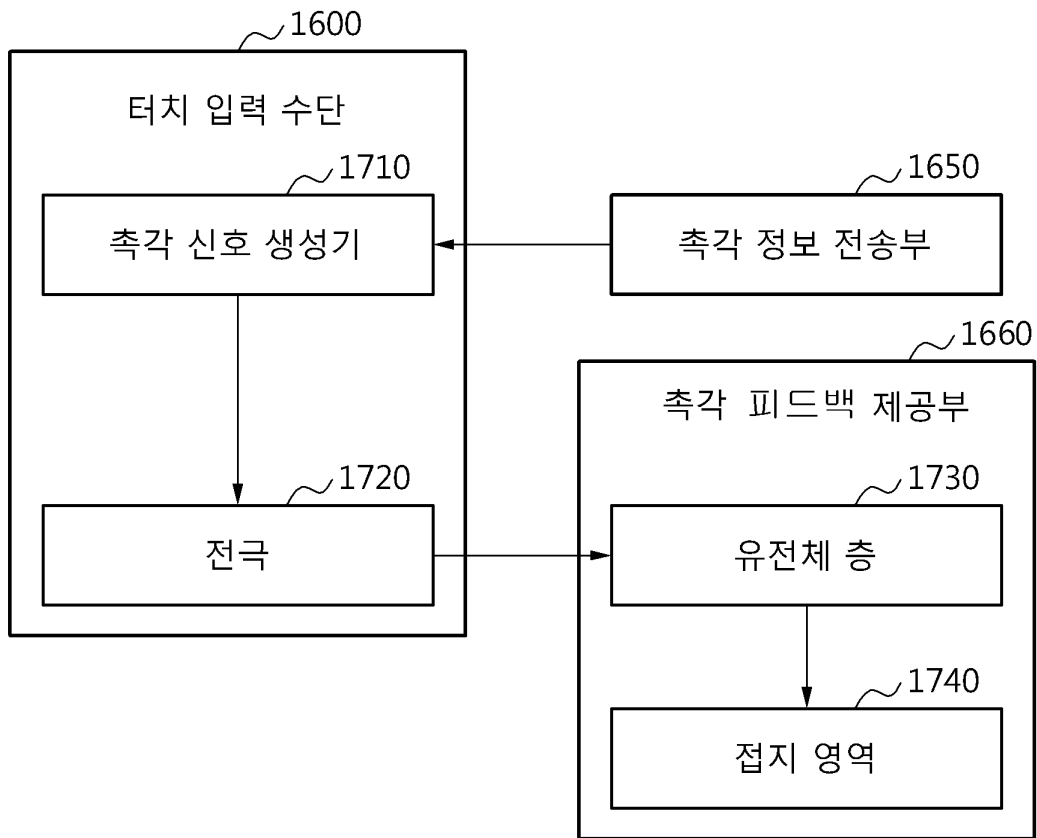 1600
터치 입력 수단
1710
촉각 신호 생성기
1650
촉각 정보 전송부
1660
촉각 피드백 제공부
1720
전극
1730
유전체 층
1740
접지 영역